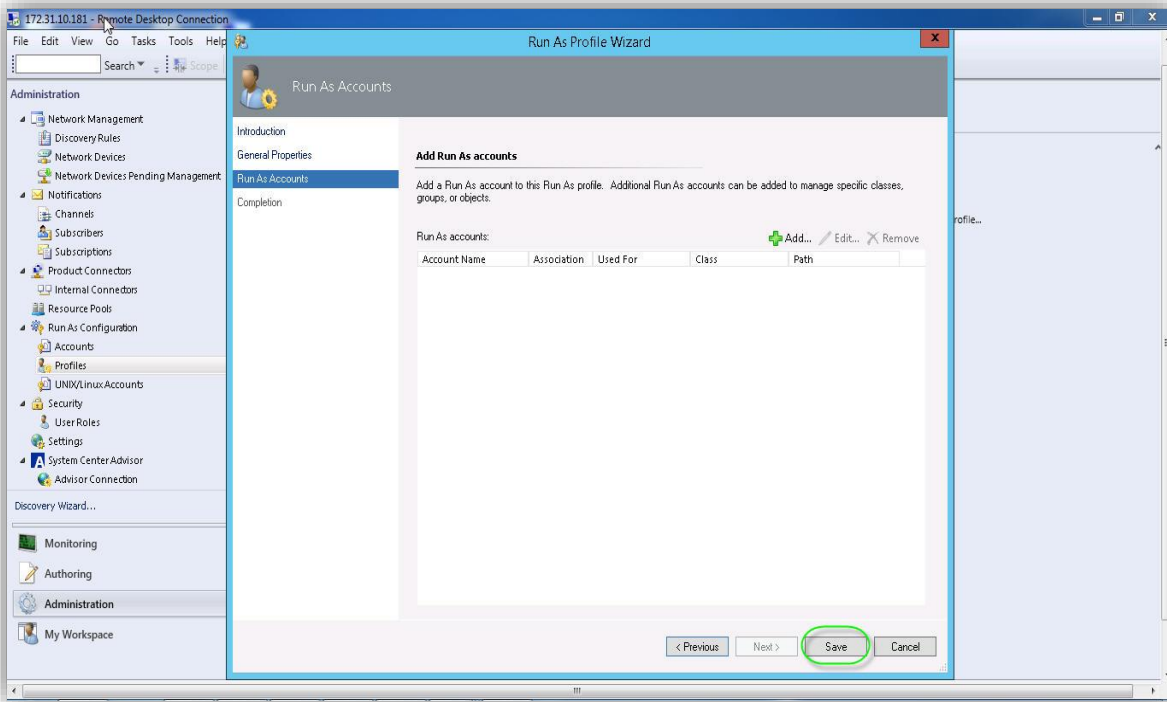 172.31.10.181 - Remote Desktop Connection
File Edit View Go Tasks Tools Help
Search
Scope
Administration
Network Management
Discovery Rules
Network Devices
Network Devices Pending Management
Notifications
Channels
Subscribers
Subscriptions
Product Connectors
Internal Connectors
Resource Pools
Run As Configuration
Accounts
Profiles
UNIX/Linux Accounts
Security
User Roles
Settings
System Center Advisor
Advisor Connection
Discovery Wizard...
Monitoring
Authoring
Administration
My Workspace
Run As Profile Wizard
X
Run As Accounts
Introduction
General Properties
Run As Accounts
Completion
Add Run As accounts
Add a Run As account to this Run As profile. Additional Run As accounts can be added to manage specific classes,
groups, or objects.
Run As accounts:
Add... Edit... Remove
Account Name Association Used For Class Path
< Previous Next > Save Cancel
rofile...